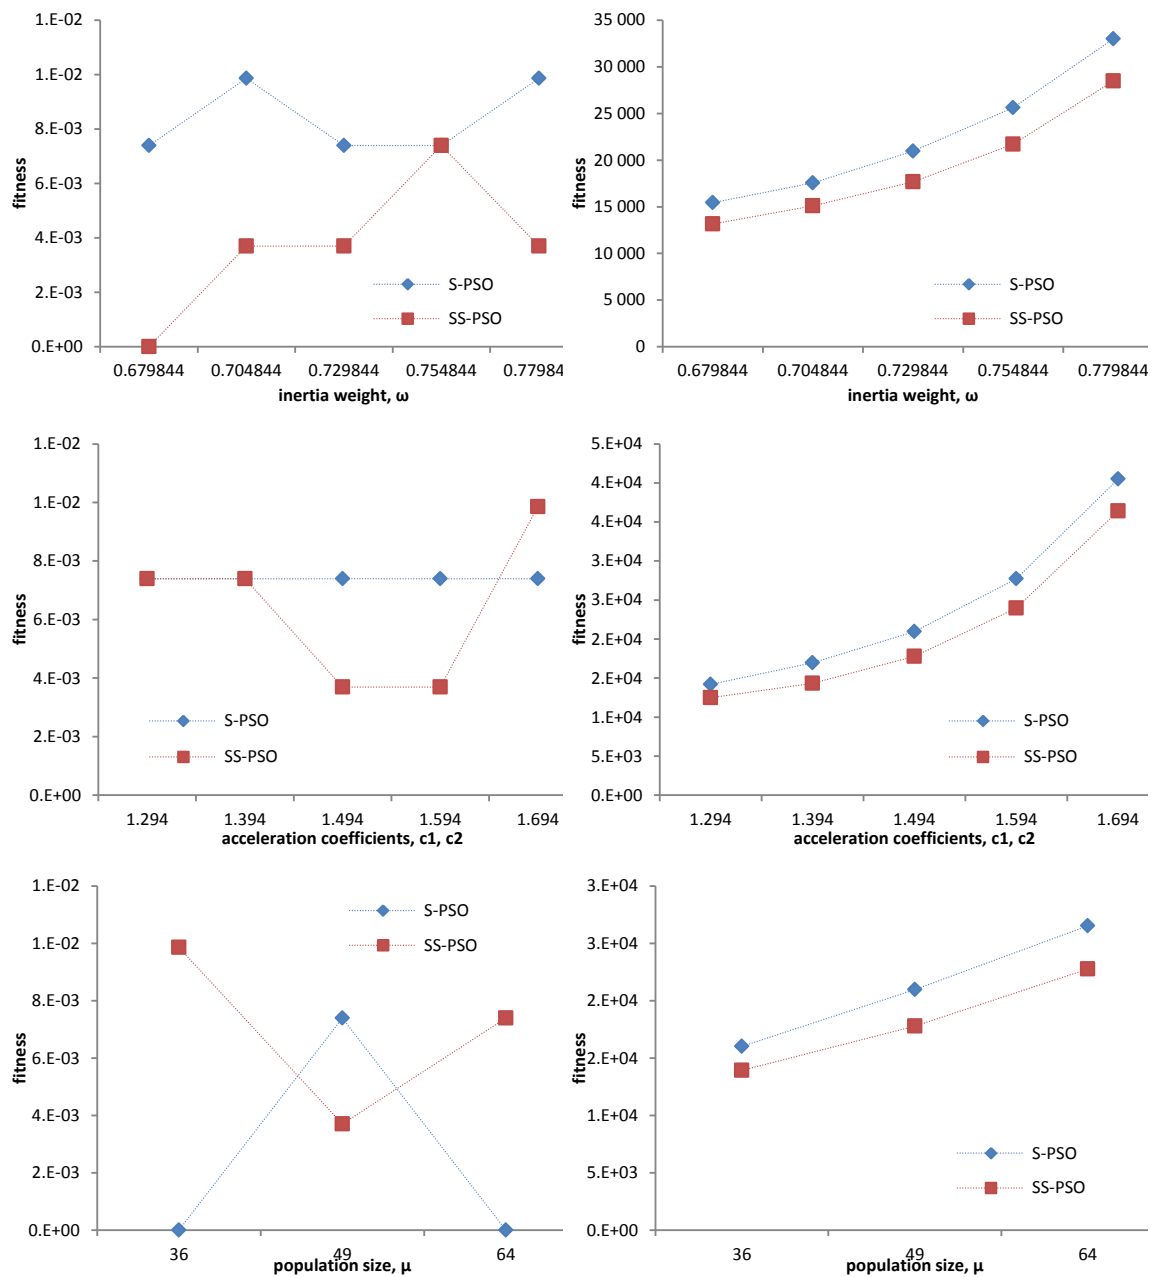 1.E-02
1.E-02
8.E-03
6.E-03
4.E-03
2.E-03
0.E+00
fitness
S-PSO
SS-PSO
0.679844 0.704844 0.729844 0.754844 0.77984
inertia weight, ω
35 000
30 000
25 000
20 000
15 000
10 000
5 000
0
fitness
S-PSO
SS-PSO
0.679844 0.704844 0.729844 0.754844 0.779844
inertia weight, ω
1.E-02
1.E-02
8.E-03
6.E-03
4.E-03
2.E-03
0.E+00
fitness
S-PSO
SS-PSO
1.294 1.394 1.494 1.594 1.694
acceleration coefficients, c1, c2
5.E+04
4.E+04
4.E+04
3.E+04
3.E+04
2.E+04
2.E+04
1.E+04
5.E+03
0.E+00
fitness
S-PSO
SS-PSO
1.294 1.394 1.494 1.594 1.694
acceleration coefficients, c1, c2
1.E-02
1.E-02
8.E-03
6.E-03
4.E-03
2.E-03
0.E+00
fitness
S-PSO
SS-PSO
36 49 64
population size, μ
3.E+04
3.E+04
2.E+04
2.E+04
1.E+04
5.E+03
0.E+00
fitness
S-PSO
SS-PSO
36 49 64
population size, μ